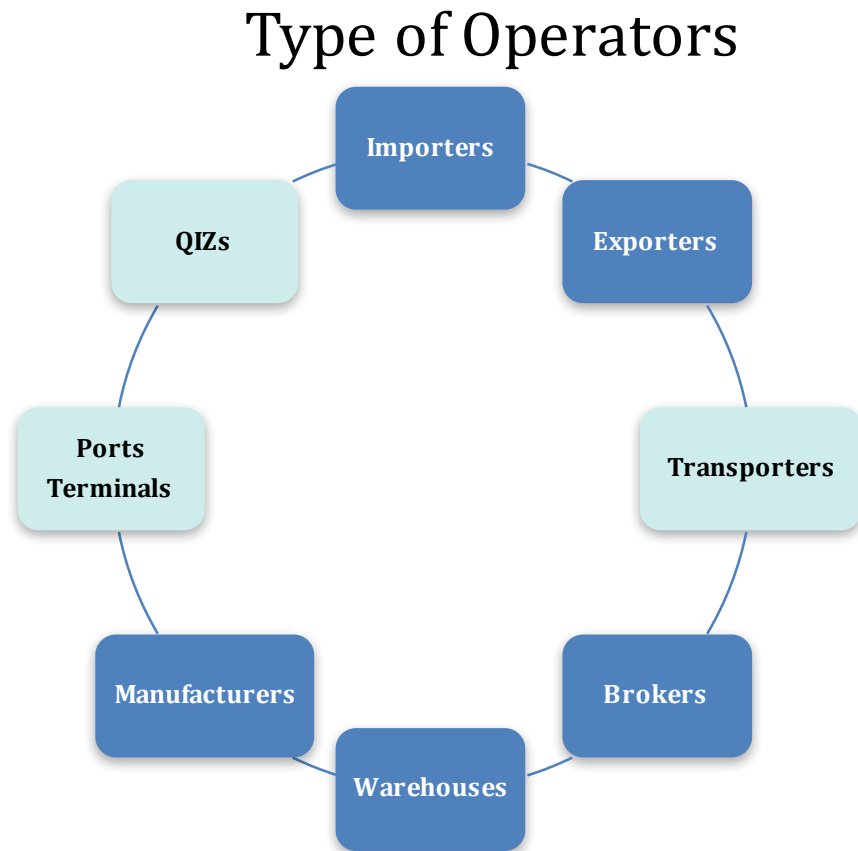 Type of Operators
Importers
QIZs
Exporters
Ports
Terminals
Transporters
Manufacturers
Brokers
Warehouses